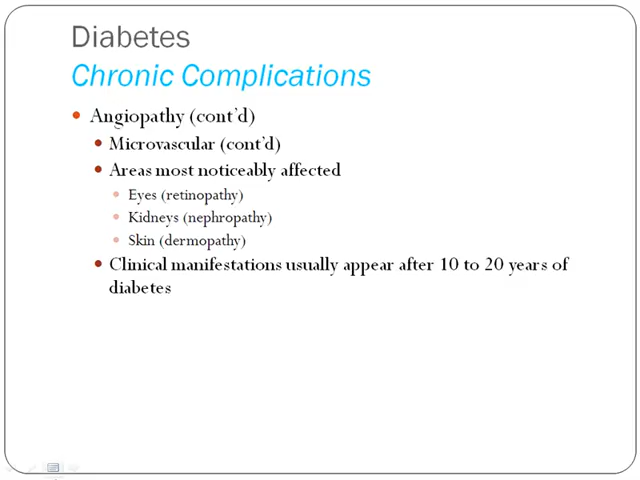 Diabetes
Chronic Complications
• Angiopathy (cont'd)
• Microvascular (cont'd)
• Areas most noticeably affected
• Eyes (retinopathy)
• Kidneys (nephropathy)
• Skin (dermopathy)
• Clinical manifestations usually appear after 10 to 20 years of
diabetes